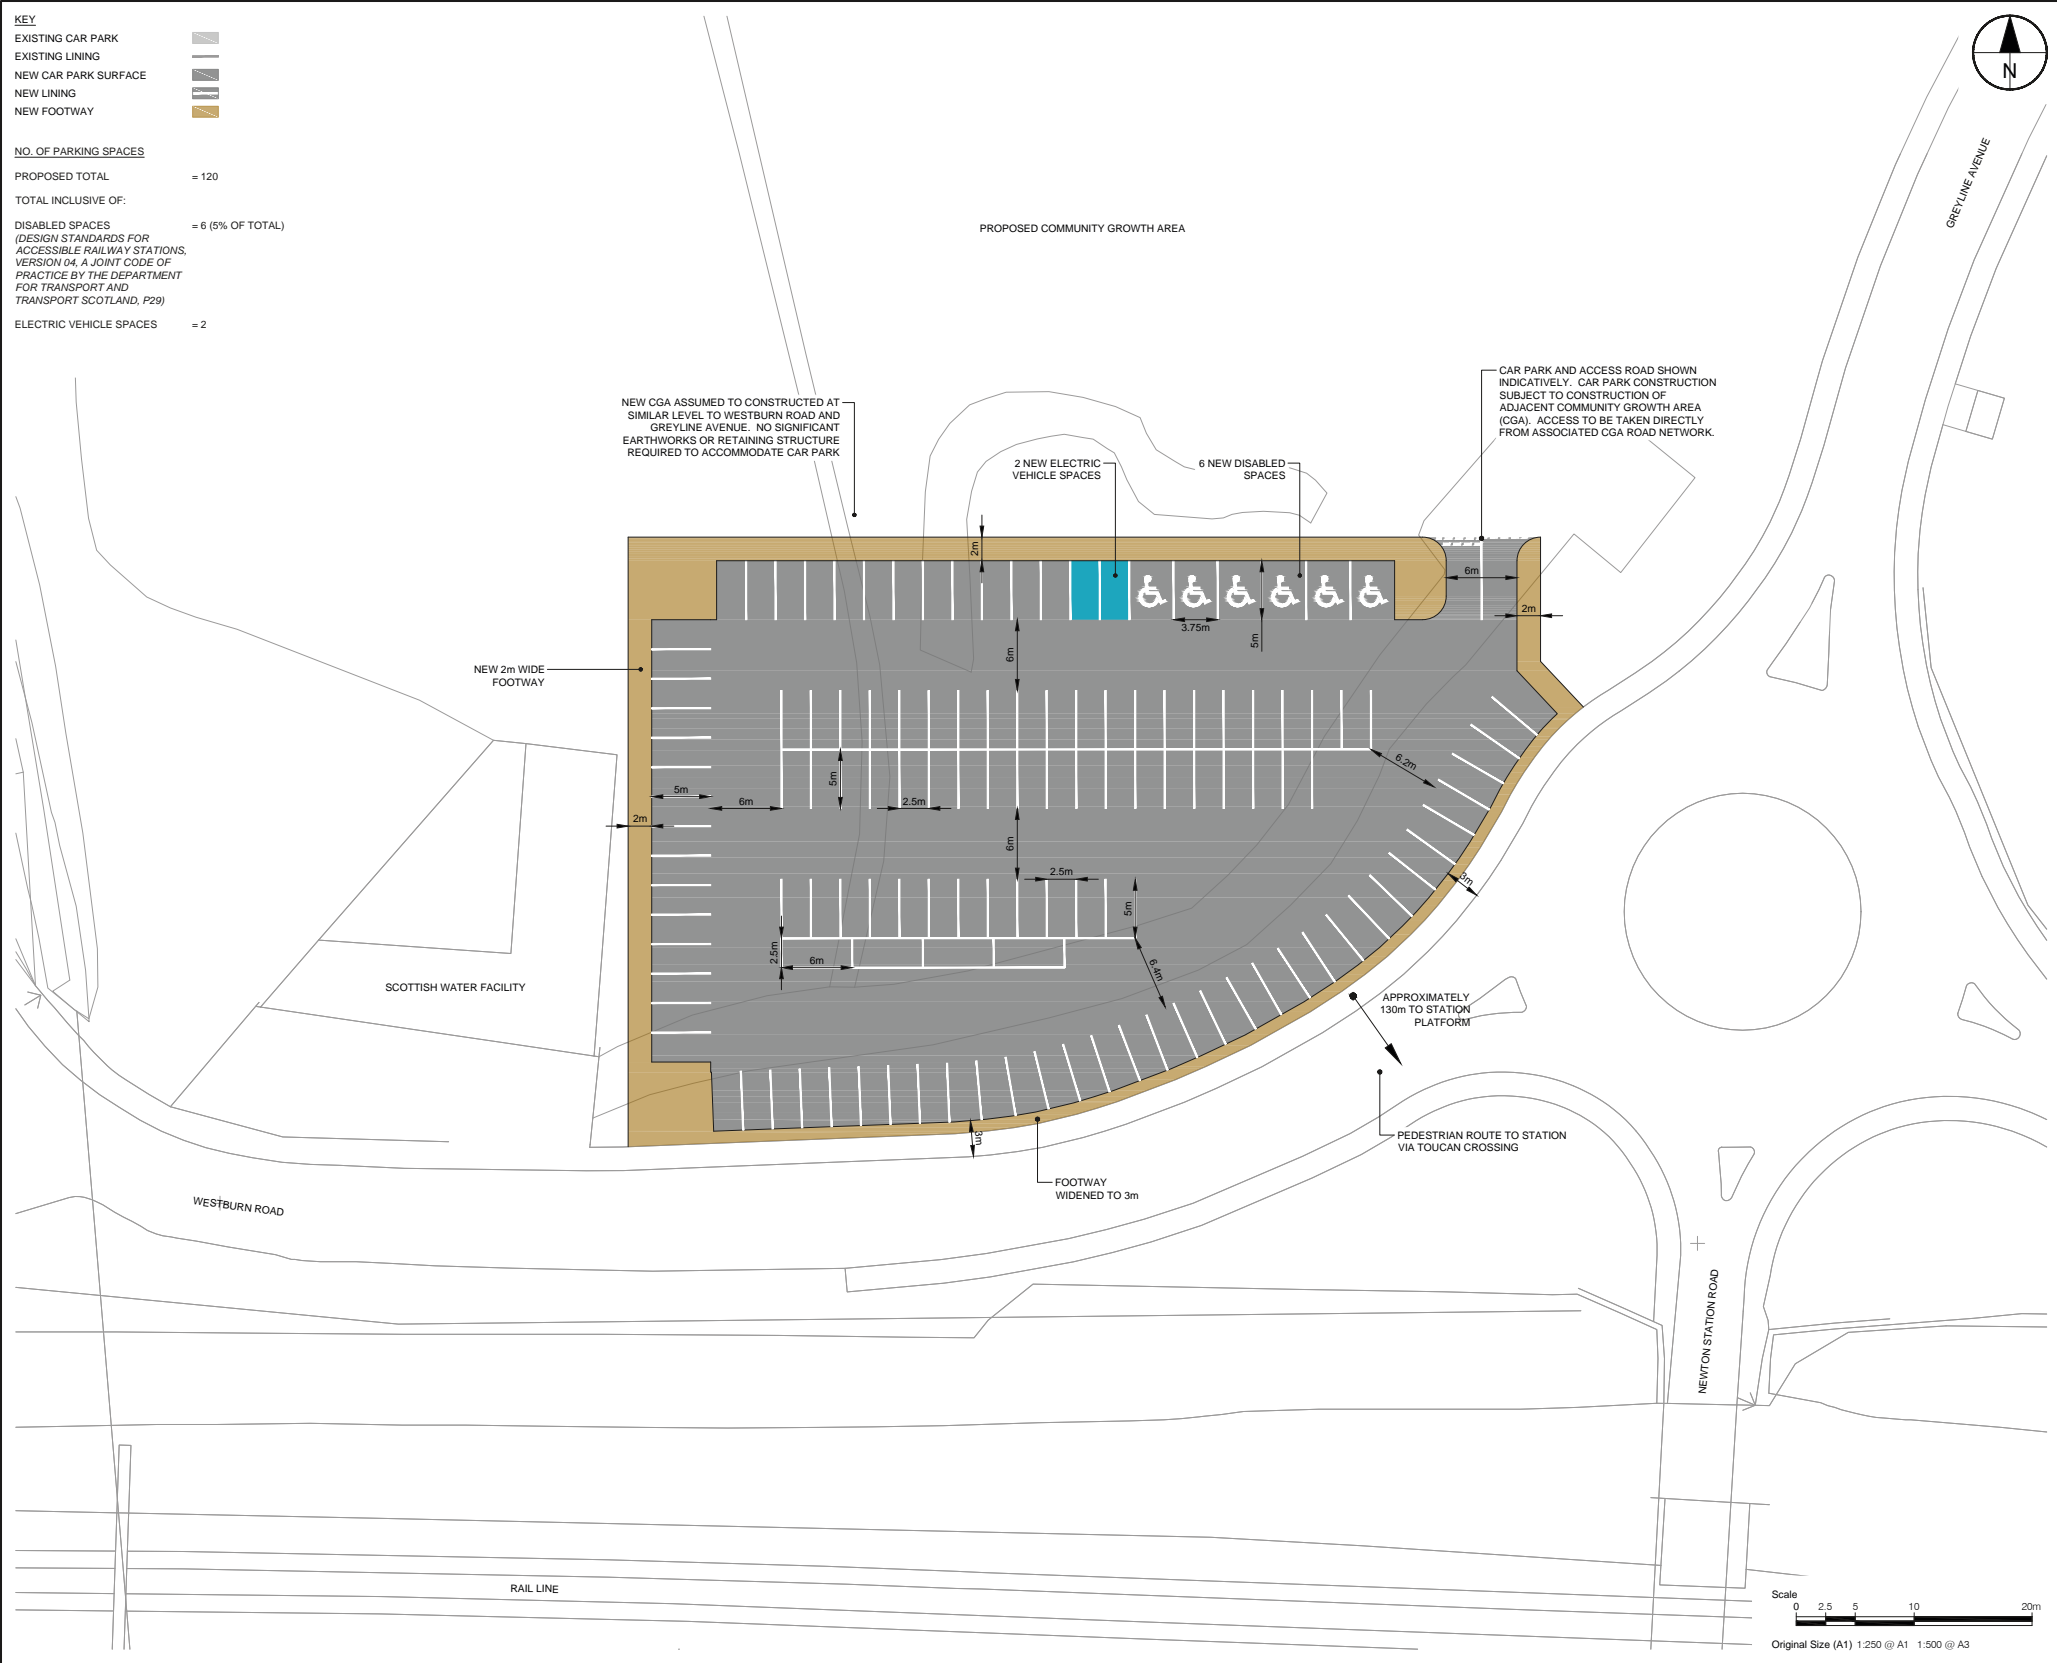 KEY
EXISTING CAR PARK
EXISTING LINING
NEW CAR PARK SURFACE
NEW LINING
NEW FOOTWAY
NO. OF PARKING SPACES
PROPOSED TOTAL = 120
TOTAL INCLUSIVE OF:
DISABLED SPACES = 6 (5% OF TOTAL)
(DESIGN STANDARDS FOR
ACCESSIBLE RAILWAY STATIONS,
VERSION 04, A JOINT CODE OF
PRACTICE BY THE DEPARTMENT
FOR TRANSPORT AND
TRANSPORT SCOTLAND, P29)
ELECTRIC VEHICLE SPACES = 2
N
GREYLINE AVENUE
PROPOSED COMMUNITY GROWTH AREA
CAR PARK AND ACCESS ROAD SHOWN
INDICATIVELY. CAR PARK CONSTRUCTION
SUBJECT TO CONSTRUCTION OF
ADJACENT COMMUNITY GROWTH AREA
(CGA). ACCESS TO BE TAKEN DIRECTLY
FROM ASSOCIATED CGA ROAD NETWORK.
NEW CGA ASSUMED TO CONSTRUCTED AT
SIMILAR LEVEL TO WESTBURN ROAD AND
GREYLINE AVENUE. NO SIGNIFICANT
EARTHWORKS OR RETAINING STRUCTURE
REQUIRED TO ACCOMMODATE CAR PARK
2 NEW ELECTRIC
VEHICLE SPACES
6 NEW DISABLED
SPACES
2m
6m
2m
3.75m
5m
6m
NEW 2m WIDE
FOOTWAY
6.2m
5m
5m
6m
2.5m
2m
6m
2.5m
3m
5m
2.5m
6m
6.4m
SCOTTISH WATER FACILITY
APPROXIMATELY
130m TO STATION
PLATFORM
3m
PEDESTRIAN ROUTE TO STATION
VIA TOUCAN CROSSING
FOOTWAY
WIDENED TO 3m
WESTBURN ROAD
NEWTON STATION ROAD
RAIL LINE
Scale
0 2.5 5 10 20m
Original Size (A1) 1:250 @ A1 1:500 @ A3